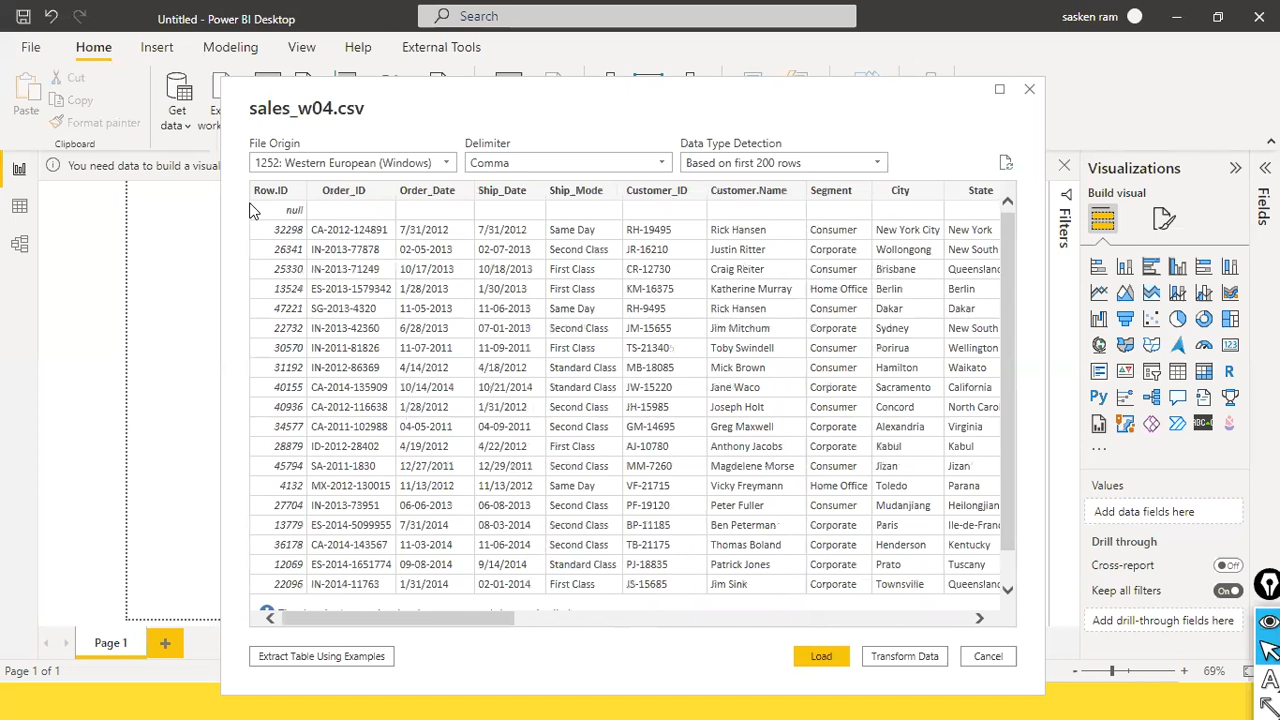 Untitled - Power BI Desktop
Search
sasken ram
File
Home
Insert
Modeling
View
Help
External Tools
Paste
Cut
Copy
Format painter
Clipboard
Get
data
You need data to build a visua
sales_w04.csv
File Origin
Delimiter
Data Type Detection
1252: Western European (Windows)
Comma
Based on first 200 rows
Row.ID Order_ID Order_Date Ship_Date Ship_Mode Customer_ID Customer.Name Segment City State
null
32298 CA-2012-124891 7/31/2012 7/31/2012 Same Day RH-19495 Rick Hansen Consumer New York City New York
26341 IN-2013-77878 02-05-2013 02-07-2013 Second Class JR-16210 Justin Ritter Corporate Wollongong New South
25330 IN-2013-71249 10/17/2013 10/18/2013 First Class CR-12730 Craig Reiter Consumer Brisbane Queensland
13524 ES-2013-1579342 1/28/2013 1/30/2013 First Class KM-16375 Katherine Murray Home Office Berlin Berlin
47221 SG-2013-4320 11-05-2013 11-06-2013 Same Day RH-9495 Rick Hansen Consumer Dakar Dakar
22732 IN-2013-42360 6/28/2013 07-01-2013 Second Class JM-15655 Jim Mitchum Corporate Sydney New South
30570 IN-2011-81826 11-07-2011 11-09-2011 First Class TS-21340 Toby Swindell Consumer Porirua Wellington
31192 IN-2012-86369 4/14/2012 4/18/2012 Standard Class MB-18085 Mick Brown Consumer Hamilton Waikato
40155 CA-2014-135909 10/14/2014 10/21/2014 Standard Class JW-15220 Jane Waco Corporate Sacramento California
40936 CA-2012-116638 1/28/2012 1/31/2012 Second Class JH-15985 Joseph Holt Consumer Concord North Caro
34577 CA-2011-102988 04-05-2011 04-09-2011 Second Class GM-14695 Greg Maxwell Corporate Alexandria Virginia
28879 ID-2012-28402 4/19/2012 4/22/2012 First Class AJ-10780 Anthony Jacobs Corporate Kabul Kabul
45794 SA-2011-1830 12/27/2011 12/29/2011 Second Class MM-7260 Magdelene Morse Consumer Jizan Jizan
4132 MX-2012-130015 11/13/2012 11/13/2012 Same Day VF-21715 Vicky Freymann Home Office Toledo Parana
27704 IN-2013-73951 06-06-2013 06-08-2013 Second Class PF-19120 Peter Fuller Consumer Mudanjiang Heilongjian
13779 ES-2014-5099955 7/31/2014 08-03-2014 Second Class BP-11185 Ben Peterman Corporate Paris Ile-de-Fran
36178 CA-2014-143567 11-03-2014 11-06-2014 Second Class TB-21175 Thomas Boland Corporate Henderson Kentucky
12069 ES-2014-1651774 09-08-2014 9/14/2014 Standard Class PJ-18835 Patrick Jones Corporate Prato Tuscany
22096 IN-2014-11763 1/31/2014 02-01-2014 First Class JS-15685 Jim Sink Corporate Townsville Queensland
Extract Table Using Examples
Load
Transform Data
Cancel
Filters
Visualizations
Build visual
Fields
R
Py
123
Values
Add data fields here
Drill through
Cross-report
Off
Keep all filters
On
Add drill-through fields here
Page 1
Page 1 of 1
69%
A